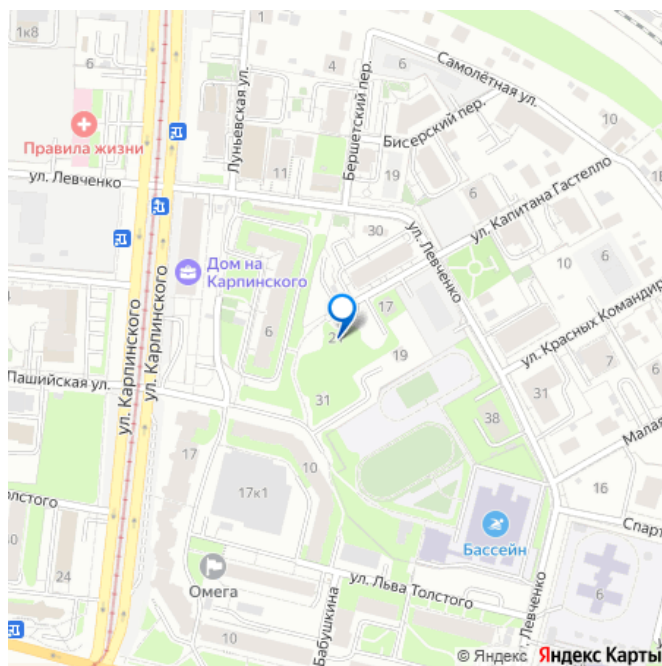 1к8
6
1
Луньевская ул.
4
Бершетский пер.
6
Самолётная ул.
10
Правила жизни
Бисерский пер.
11
19
ул. Левченко
6
ул. Капитана Гастелло
30
ул. Левченко
6
10
Дом на
Карпинского
ул. Карпинского
ул. Карпинского
6
17
2
19
ул. Красных Командир
31
7
6
Пашийская ул.
31
38
Малая
17
10
17к1
16
олстого
Спарт
40
24
Бассейн
Омега
ул. Льва Толстого
6
10
Бабушкина
. Левченко
© Яндекс Яндекс Карты